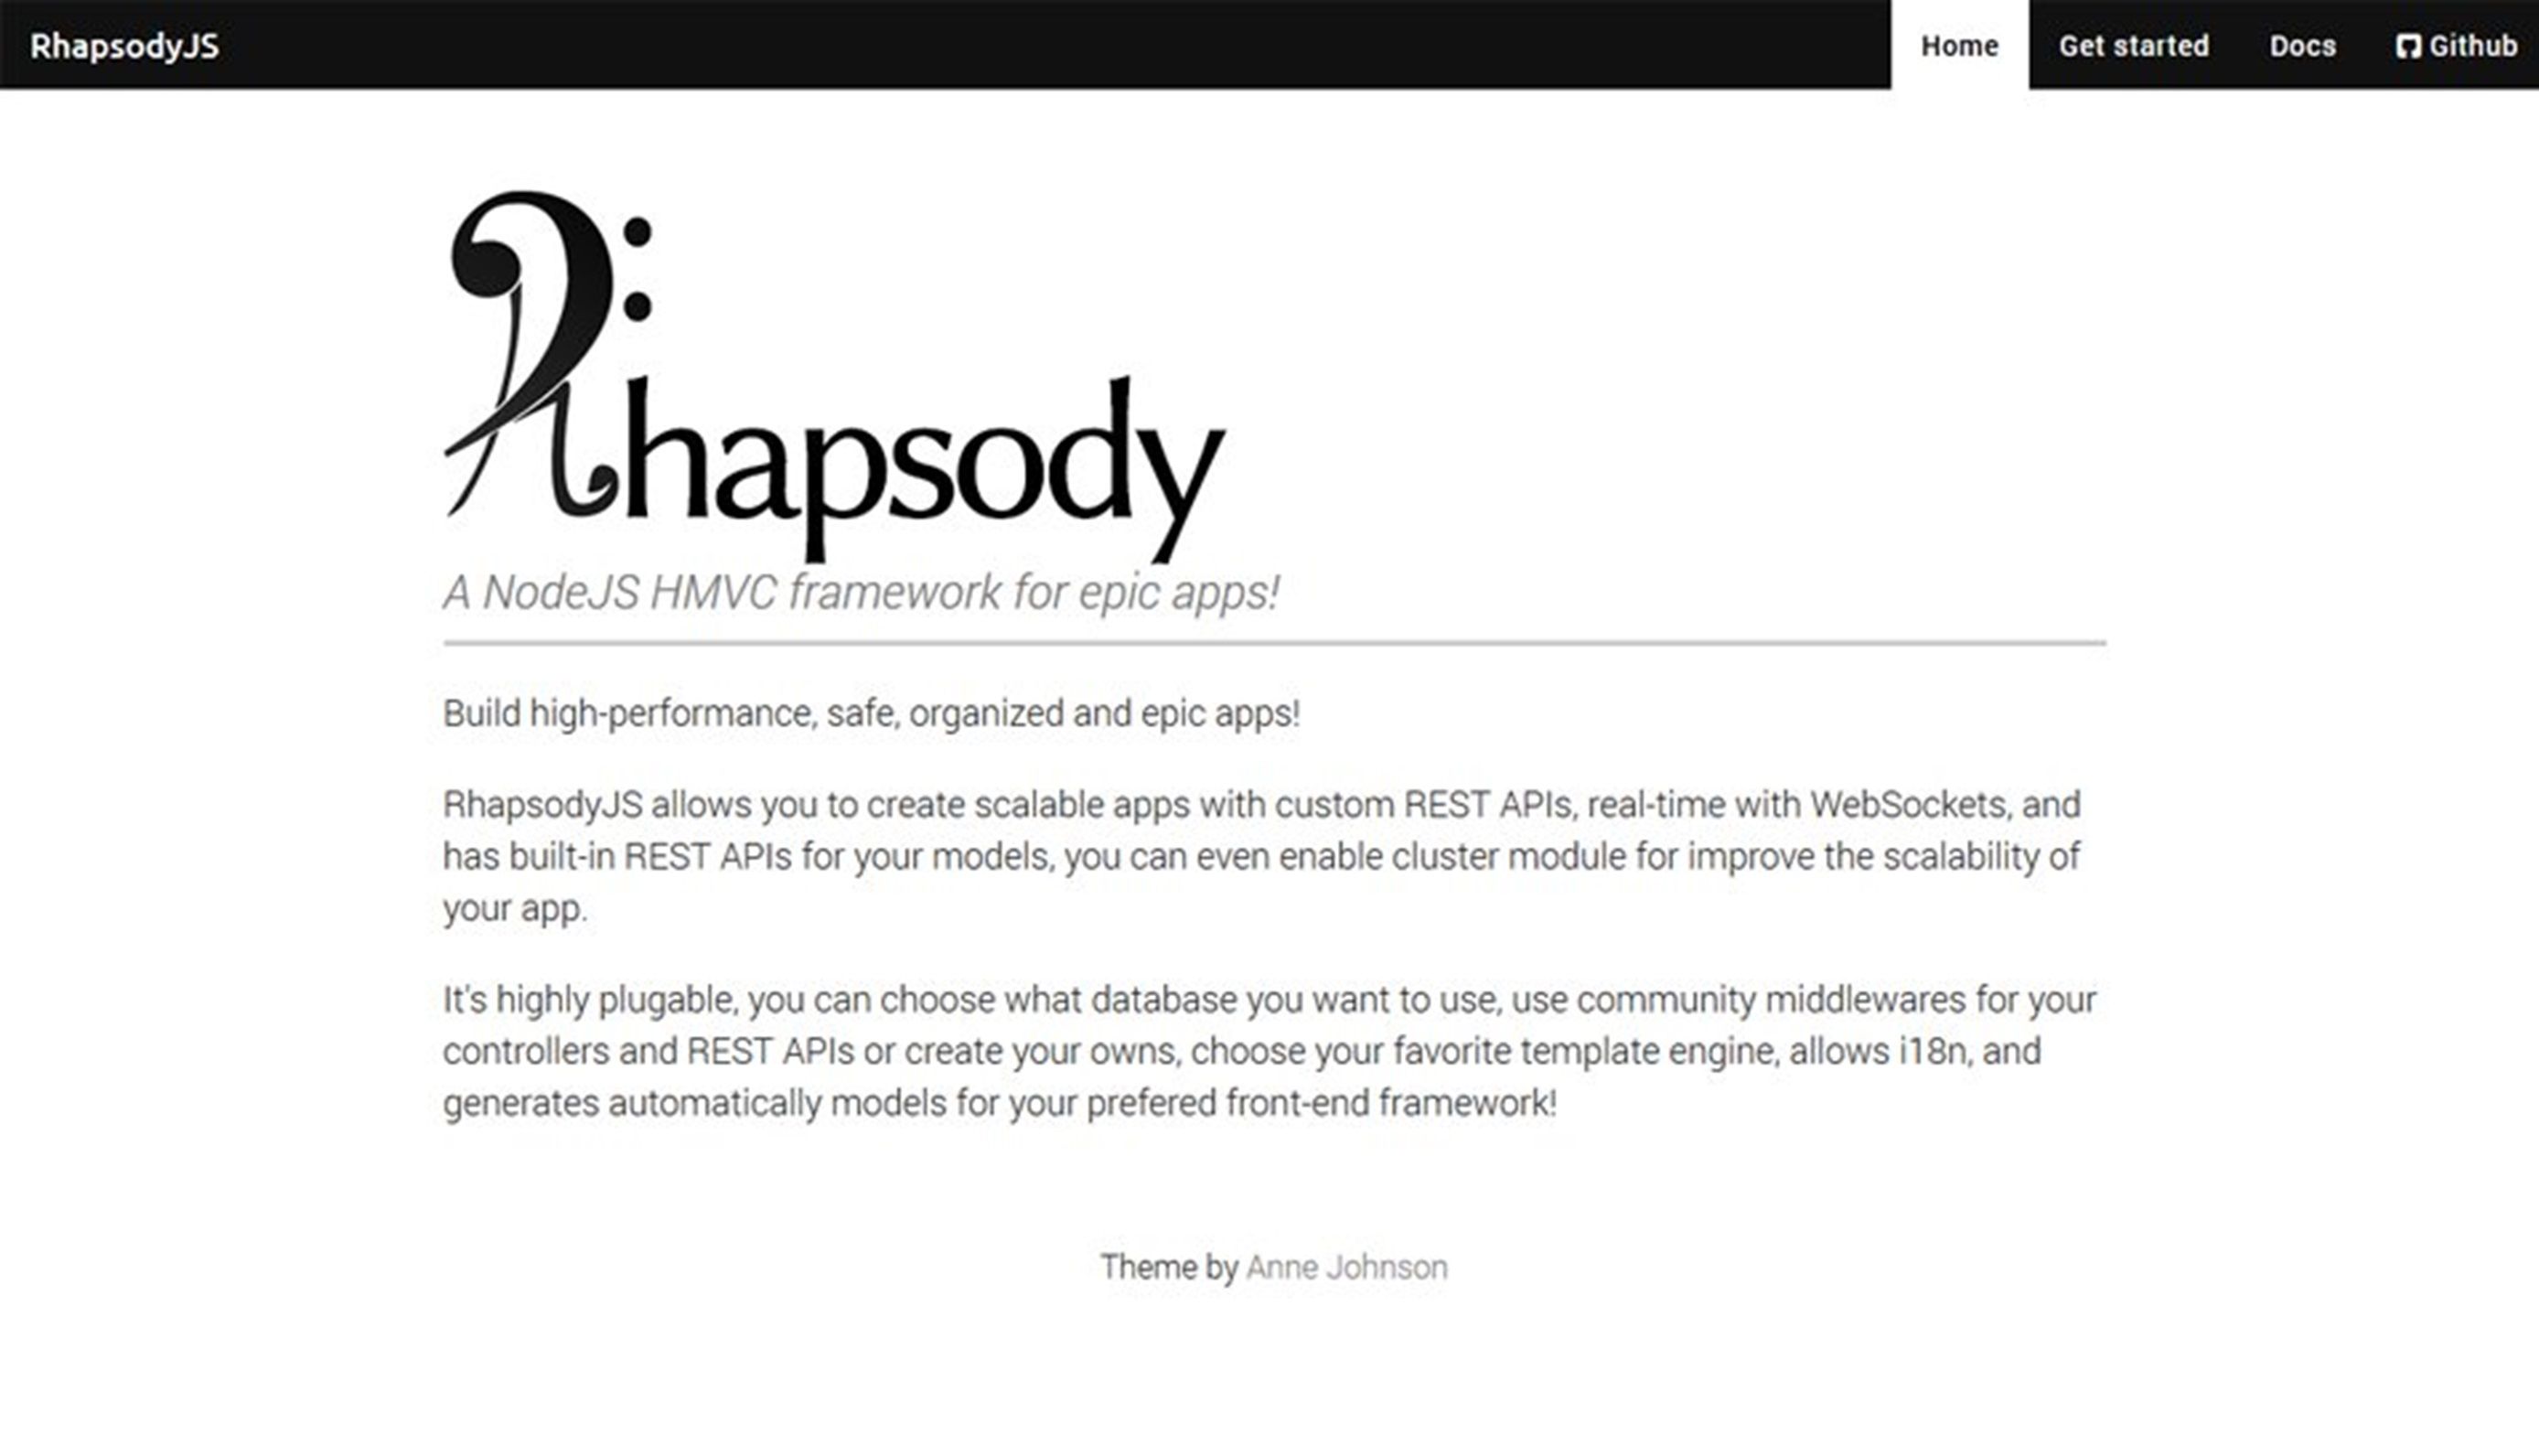 RhapsodyJS
Home
Get started
Docs
Github
Rhapsody
A NodeJS HMVC framework for epic apps!
Build high-performance, safe, organized and epic apps!
RhapsodyJS allows you to create scalable apps with custom REST APIs, real-time with WebSockets, and
has built-in REST APIs for your models, you can even enable cluster module for improve the scalability of
your app.
It's highly plugable, you can choose what database you want to use, use community middlewares for your
controllers and REST APIs or create your owns, choose your favorite template engine, allows i18n, and
generates automatically models for your prefered front-end framework!
Theme by Anne Johnson